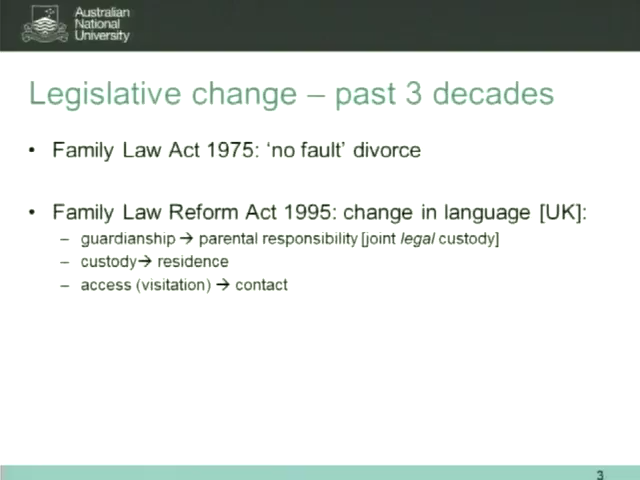 Australian
National
University
Legislative change – past 3 decades
• Family Law Act 1975: ‘no fault’ divorce
• Family Law Reform Act 1995: change in language [UK]:
– guardianship → parental responsibility [joint legal custody]
– custody→ residence
– access (visitation) → contact
3